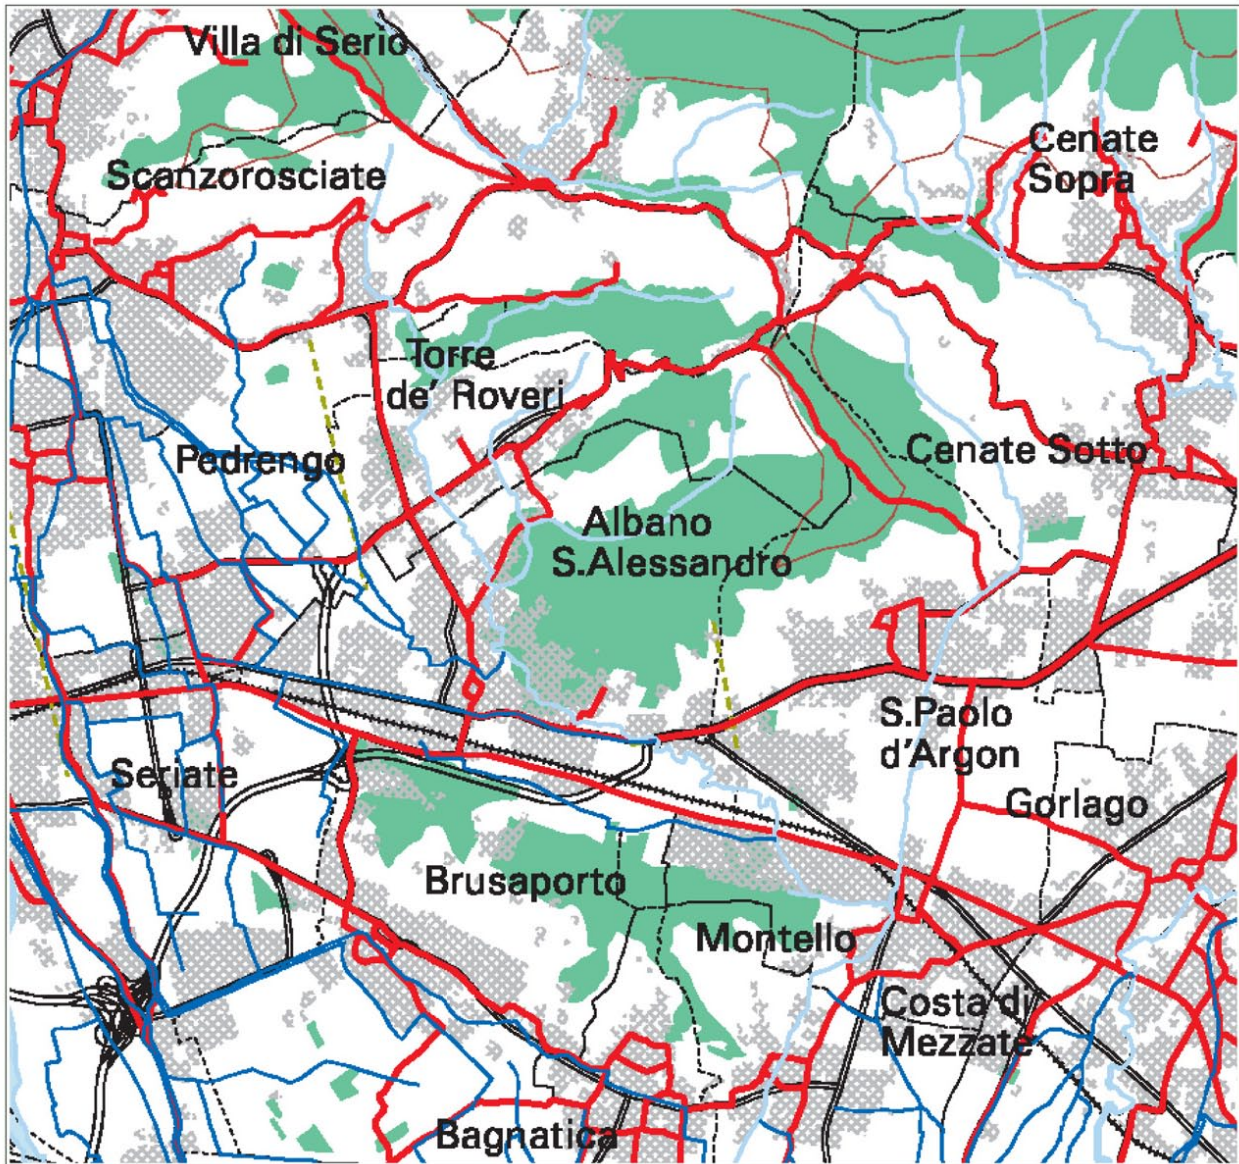 Villa di Serio
Cenate
Sopra
Scanzorosciate
Torre
de' Roveri
Cenate Sotto
Pedrengo
Albano
S.Alessandro
S.Paolo
d'Argon
Seriate
Gorlago
Brusaporto
Montello
Costa di
Mezzate
Bagnatica